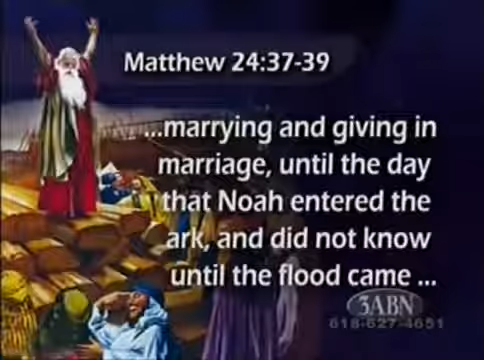 Matthew 24:37-39
...marrying and giving in
marriage, until the day
that Noah entered the
ark, and did not know
until the flood came ...
3ABN
618-627-4651